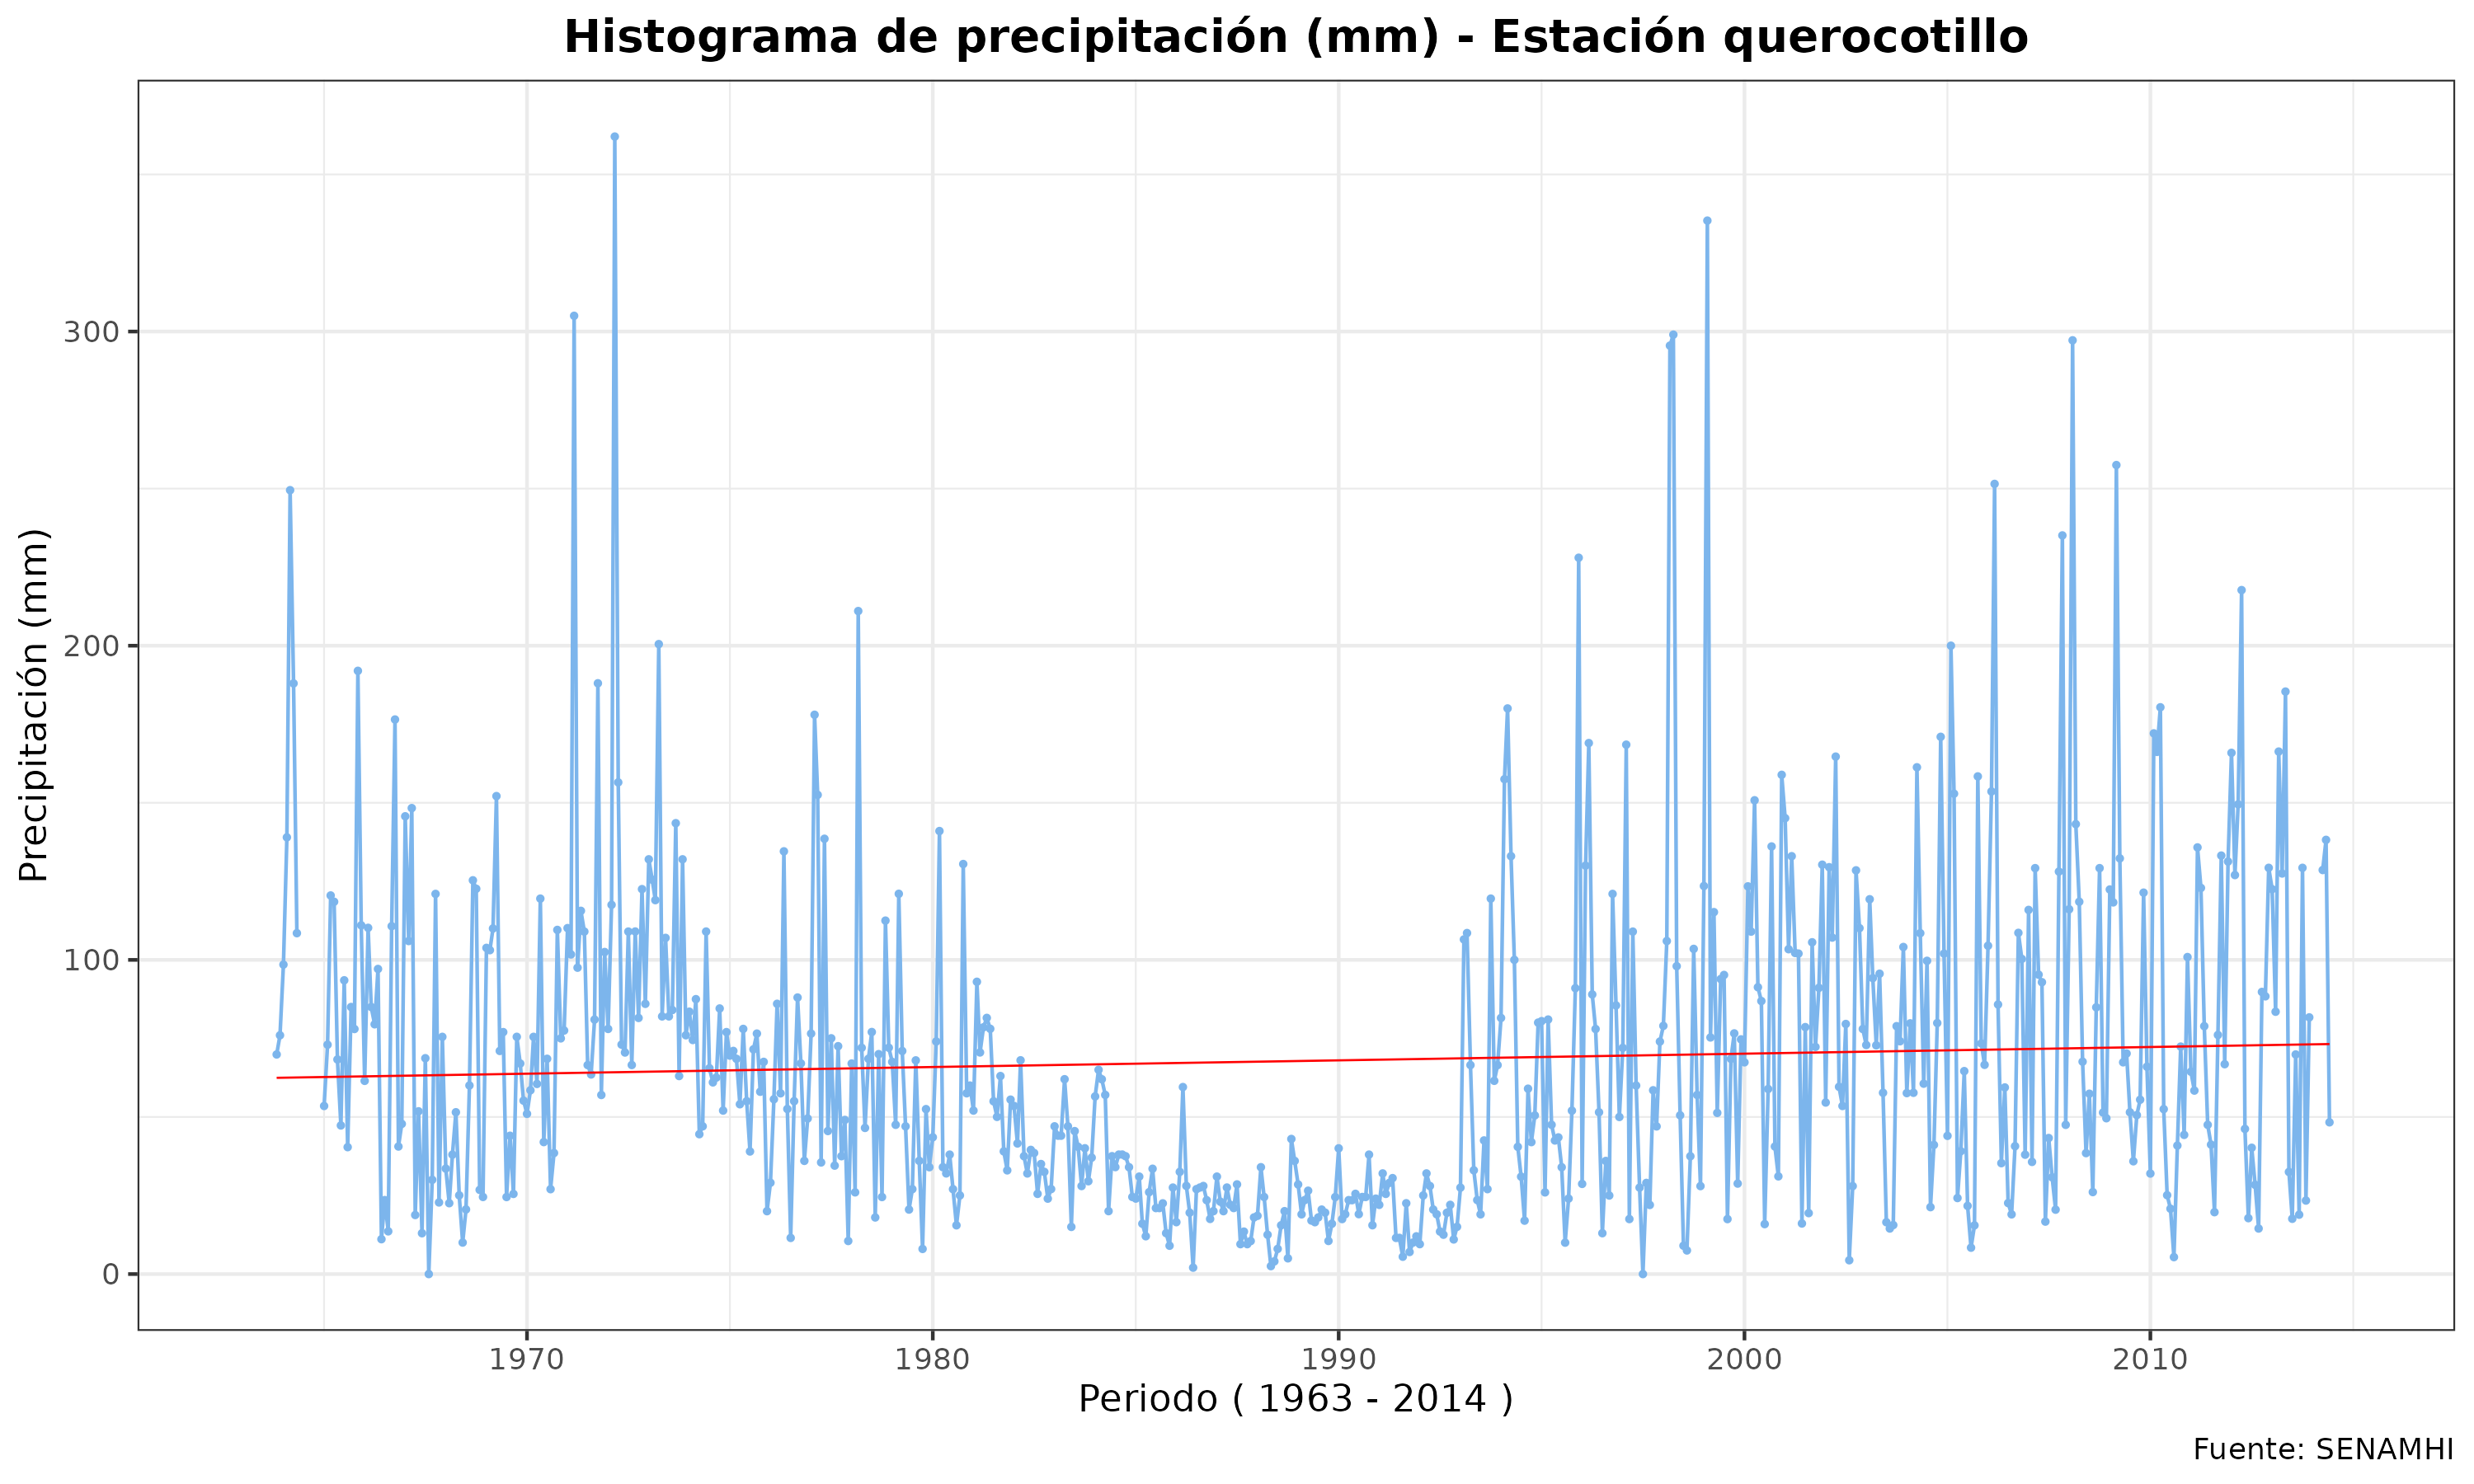 Histograma de precipitación (mm) - Estación querocotillo
Precipitación (mm)
300
200
100
0
1970
1980
1990
2000
2010
Periodo ( 1963 - 2014 )
Fuente: SENAMHI